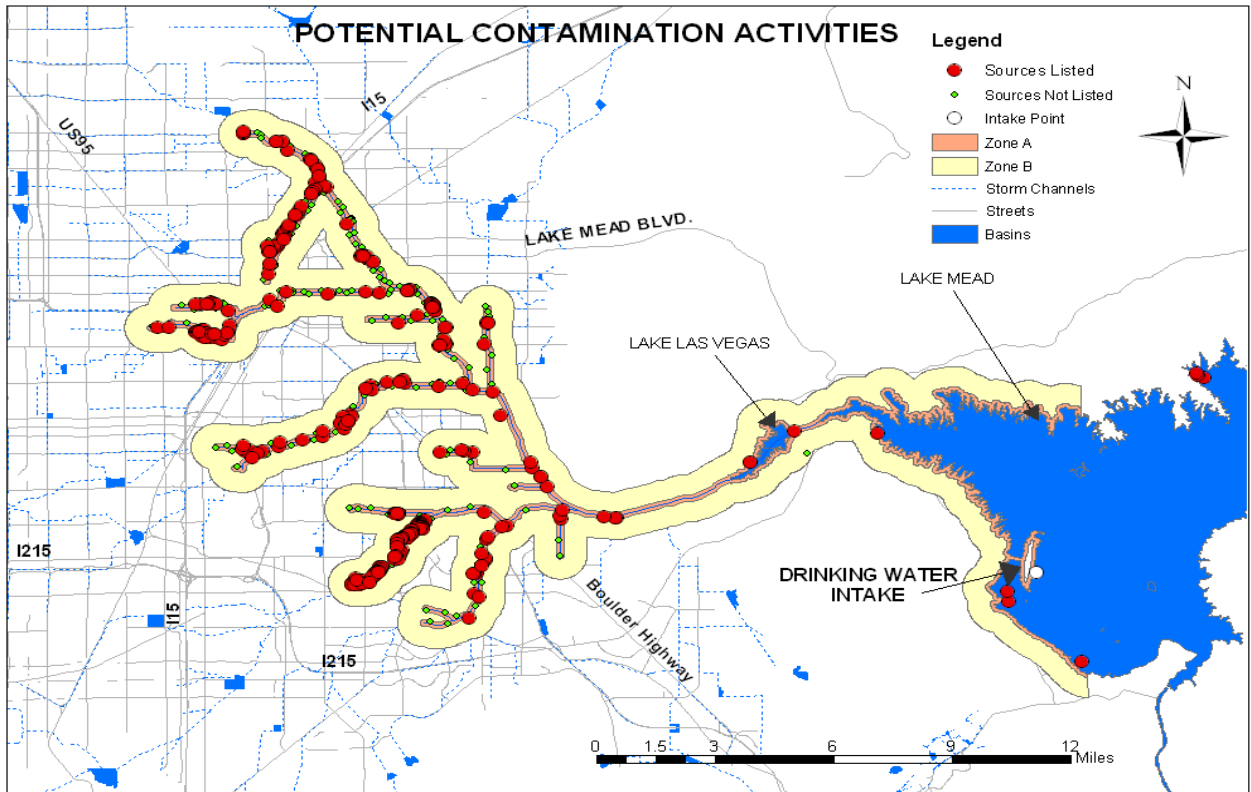 POTENTIAL CONTAMINATION ACTIVITIES
Legend
Sources Listed
Sources Not Listed
Intake Point
Zone A
Zone B
Storm Channels
Streets
Basins
N
I15
US95
LAKE MEAD BLVD.
LAKE MEAD
LAKE LAS VEGAS
DRINKING WATER
INTAKE
I215
I15
I215
Boulder Highway
0 1.5 3 6 9 12
Miles